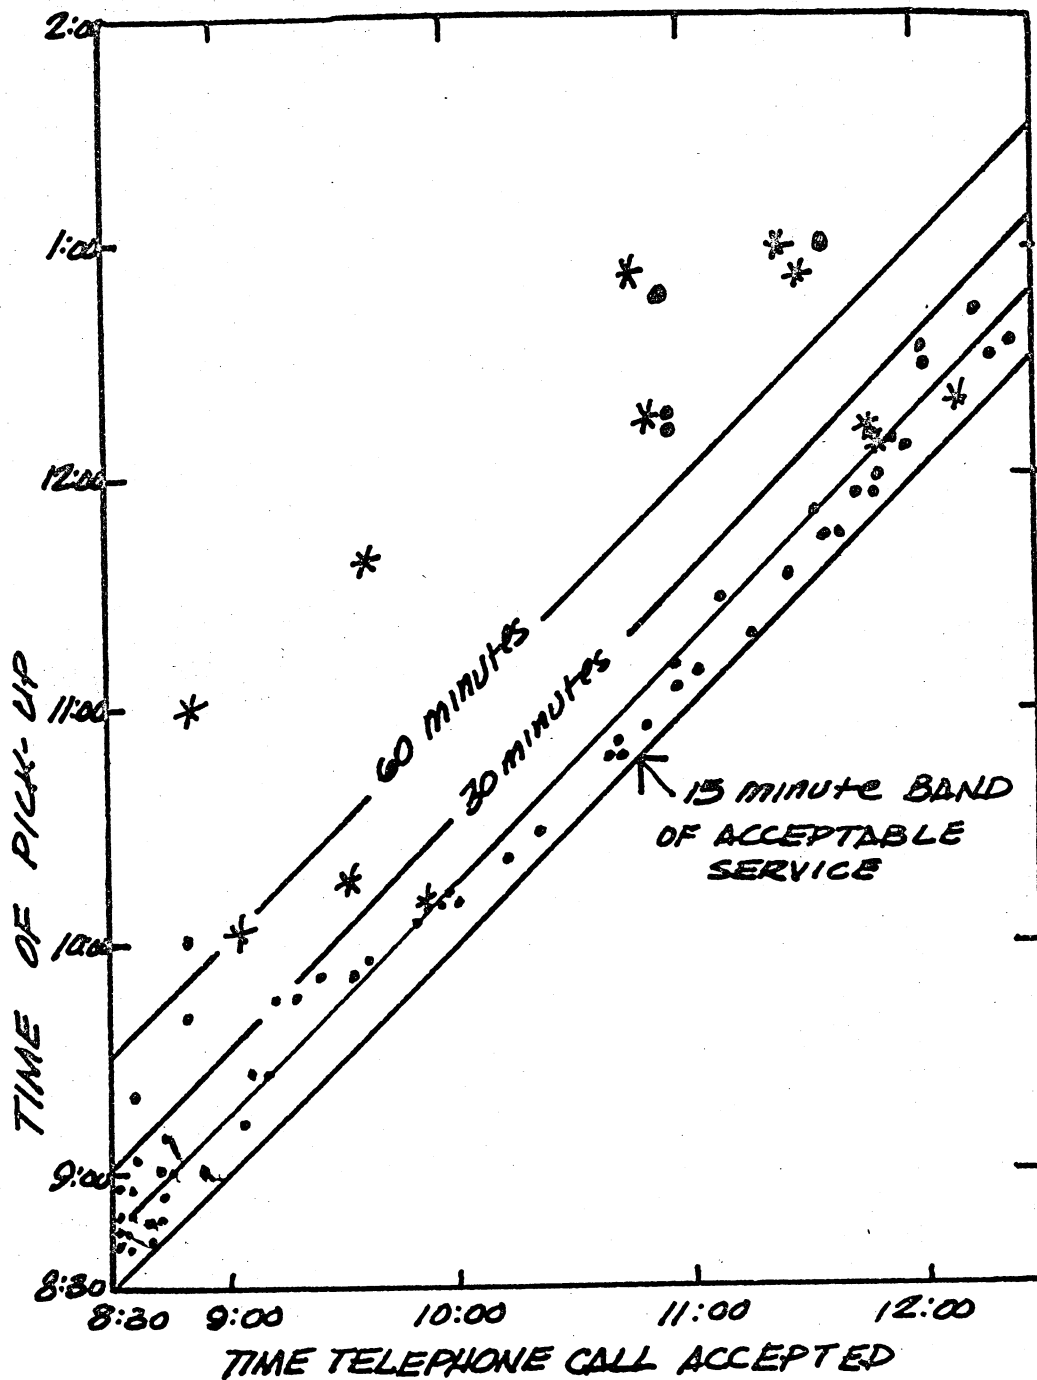 2:00
1:00
12:00
11:00
10:00
9:00
8:30
TIME OF PICK-UP
60 minutes
30 minutes
15 minute BAND
OF ACCEPTABLE
SERVICE
8:30 9:00 10:00 11:00 12:00
TIME TELEPHONE CALL ACCEPTED